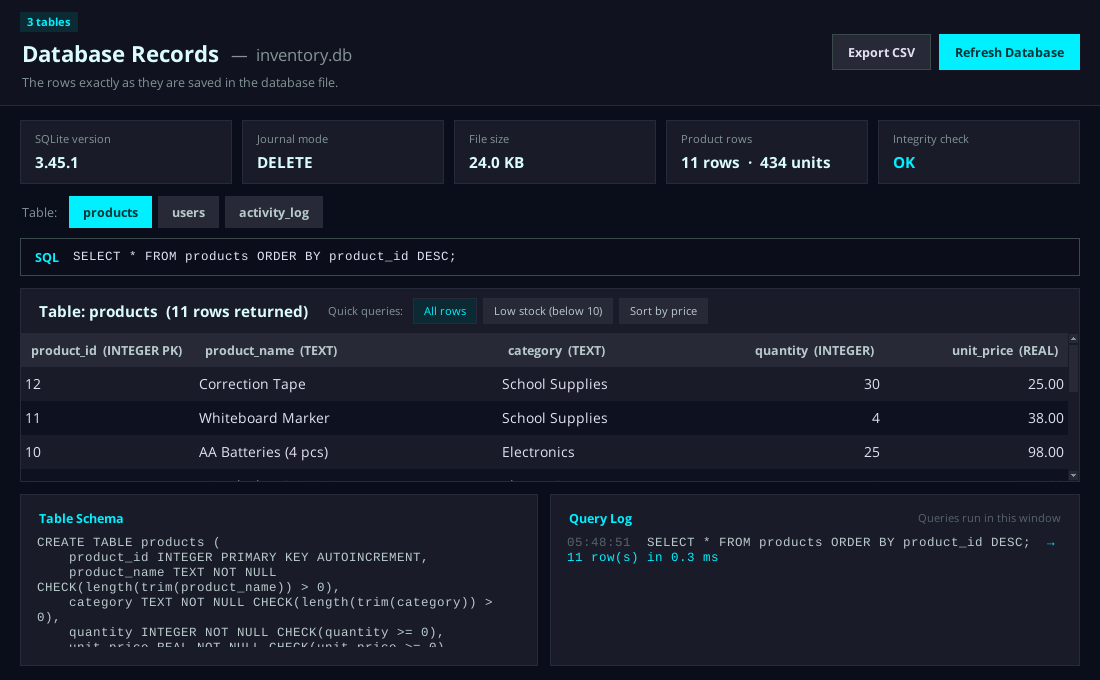 3 tables
Database Records — inventory.db
Export CSV
Refresh Database
The rows exactly as they are saved in the database file.
SQLite version
3.45.1
Journal mode
DELETE
File size
24.0 KB
Product rows
11 rows · 434 units
Integrity check
OK
Table: products users activity_log
SQL SELECT * FROM products ORDER BY product_id DESC;
Table: products (11 rows returned) Quick queries: All rows Low stock (below 10) Sort by price
product_id (INTEGER PK) product_name (TEXT) category (TEXT) quantity (INTEGER) unit_price (REAL)
12 Correction Tape School Supplies 30 25.00
11 Whiteboard Marker School Supplies 4 38.00
10 AA Batteries (4 pcs) Electronics 25 98.00
Table Schema
CREATE TABLE products (
    product_id INTEGER PRIMARY KEY AUTOINCREMENT,
    product_name TEXT NOT NULL
CHECK(length(trim(product_name)) > 0),
    category TEXT NOT NULL CHECK(length(trim(category)) >
0),
    quantity INTEGER NOT NULL CHECK(quantity >= 0),
    unit_price REAL NOT NULL CHECK(unit_price >= 0)
Query Log
Queries run in this window
05:48:51 SELECT * FROM products ORDER BY product_id DESC; →
11 row(s) in 0.3 ms